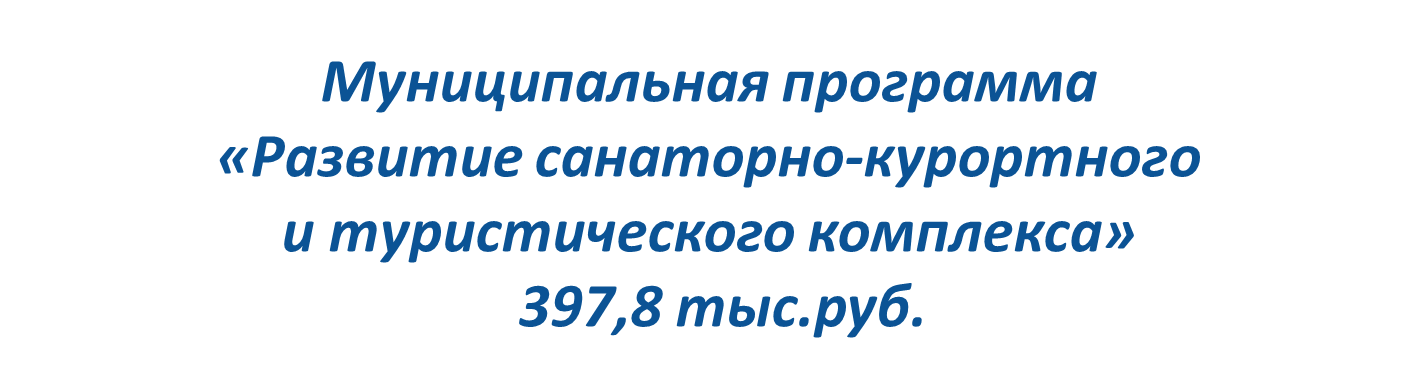 Муниципальная программа
«Развитие санаторно-курортного
и туристического комплекса»
397,8 тыс.руб.